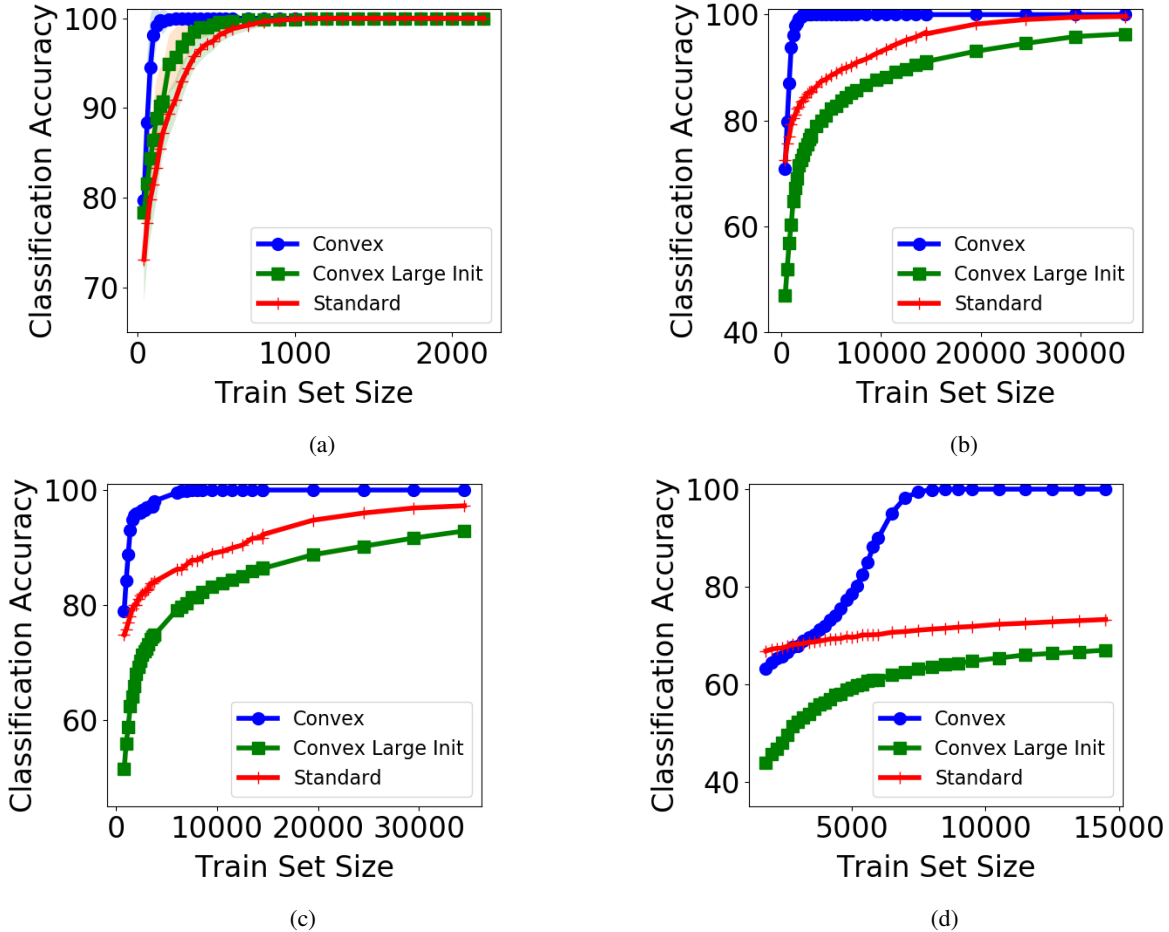 100
90
80
70
Classification Accuracy
Convex
Convex Large Init
Standard
0
1000
2000
Train Set Size
(a)
100
80
60
40
Classification Accuracy
Convex
Convex Large Init
Standard
0
10000
20000
30000
Train Set Size
(b)
100
80
60
Classification Accuracy
Convex
Convex Large Init
Standard
0
10000
20000
30000
Train Set Size
(c)
100
80
60
40
Classification Accuracy
Convex
Convex Large Init
Standard
5000
10000
15000
Train Set Size
(d)